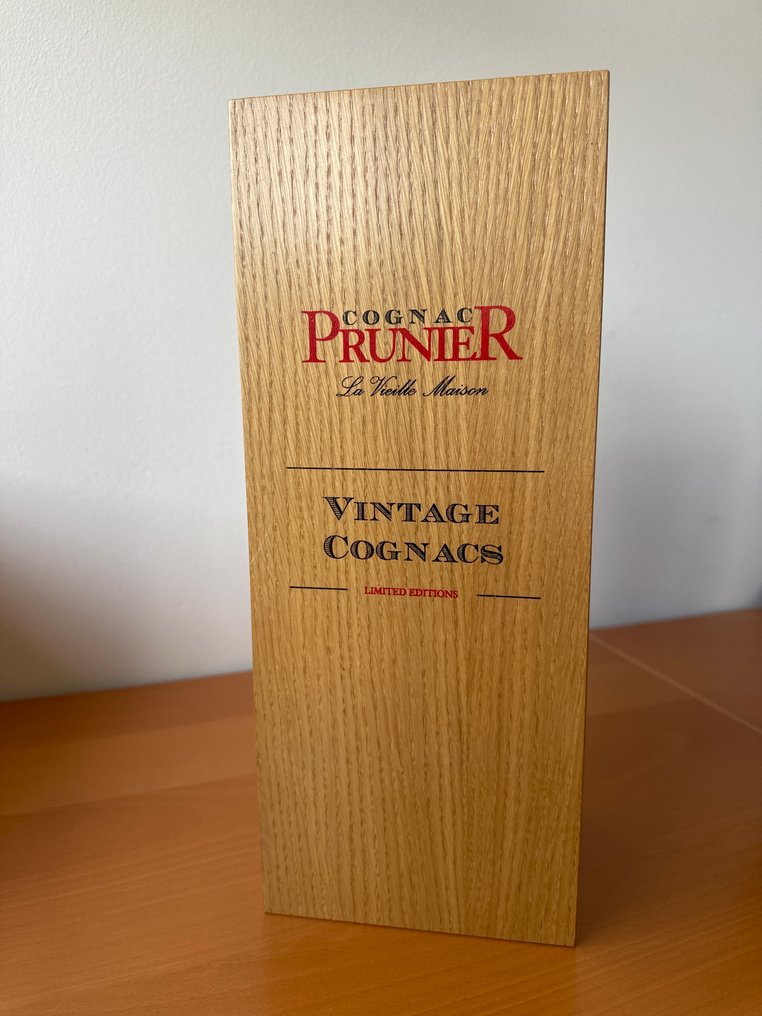 COGNAC
PRUNIER
La Vieille Maison
VINTAGE
COGNACS
LIMITED EDITIONS